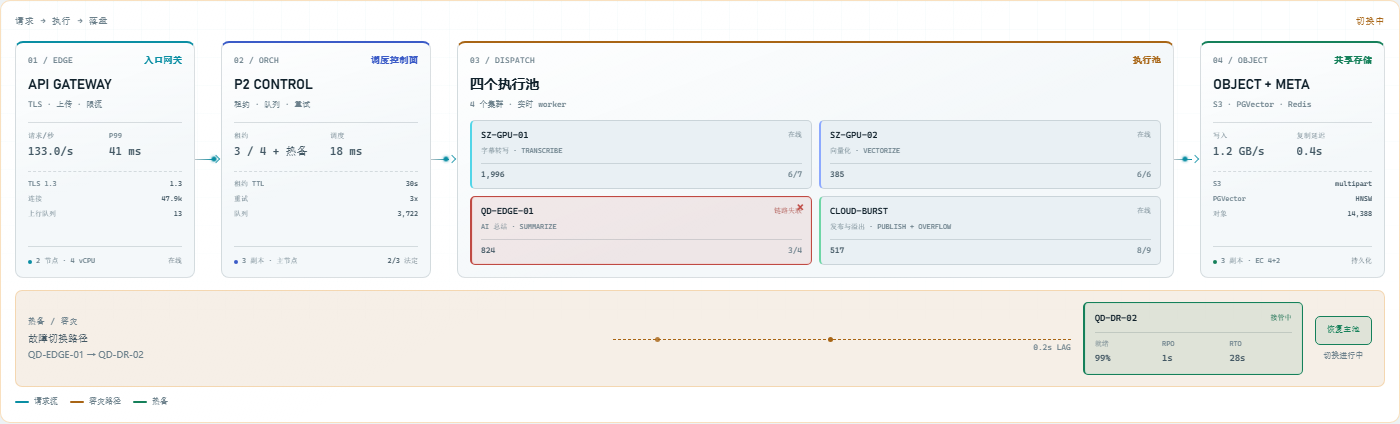 请求 → 执行 → 落盘
切换中
01 / EDGE 入口网关
API GATEWAY
TLS · 上传 · 限流
请求/秒 P99
133.0/s 41 ms
TLS 1.3 1.3
连接 47.9k
上行队列 13
2 节点 · 4 vCPU 在线
02 / ORCH 调度控制面
P2 CONTROL
租约 · 队列 · 重试
租约 调度
3 / 4 + 热备 18 ms
租约 TTL 30s
重试 3x
队列 3,722
3 副本 · 主节点 2/3 法定
03 / DISPATCH 执行池
四个执行池
4 个集群 · 实时 worker
SZ-GPU-01 在线
字幕转写 · TRANSCRIBE
1,996 6/7
SZ-GPU-02 在线
向量化 · VECTORIZE
385 6/6
QD-EDGE-01 链路失败
AI 总结 · SUMMARIZE
824 3/4
CLOUD-BURST 在线
发布与溢出 · PUBLISH + OVERFLOW
517 8/9
04 / OBJECT 共享存储
OBJECT + META
S3 · PGVector · Redis
写入 复制延迟
1.2 GB/s 0.4s
S3 multipart
PGVector HNSW
对象 14,388
3 副本 · EC 4+2 持久化
热备 / 容灾
故障切换路径
QD-EDGE-01 → QD-DR-02
0.2s LAG
QD-DR-02 接管中
就绪 RPO RTO
99% 1s 28s
恢复主池
切换进行中
请求流 容灾路径 热备